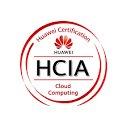 Huawei Certification
HUAWEI
HCIA
Cloud
Computing